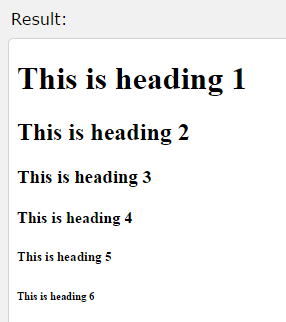 Result:
This is heading 1
This is heading 2
This is heading 3
This is heading 4
This is heading 5
This is heading 6